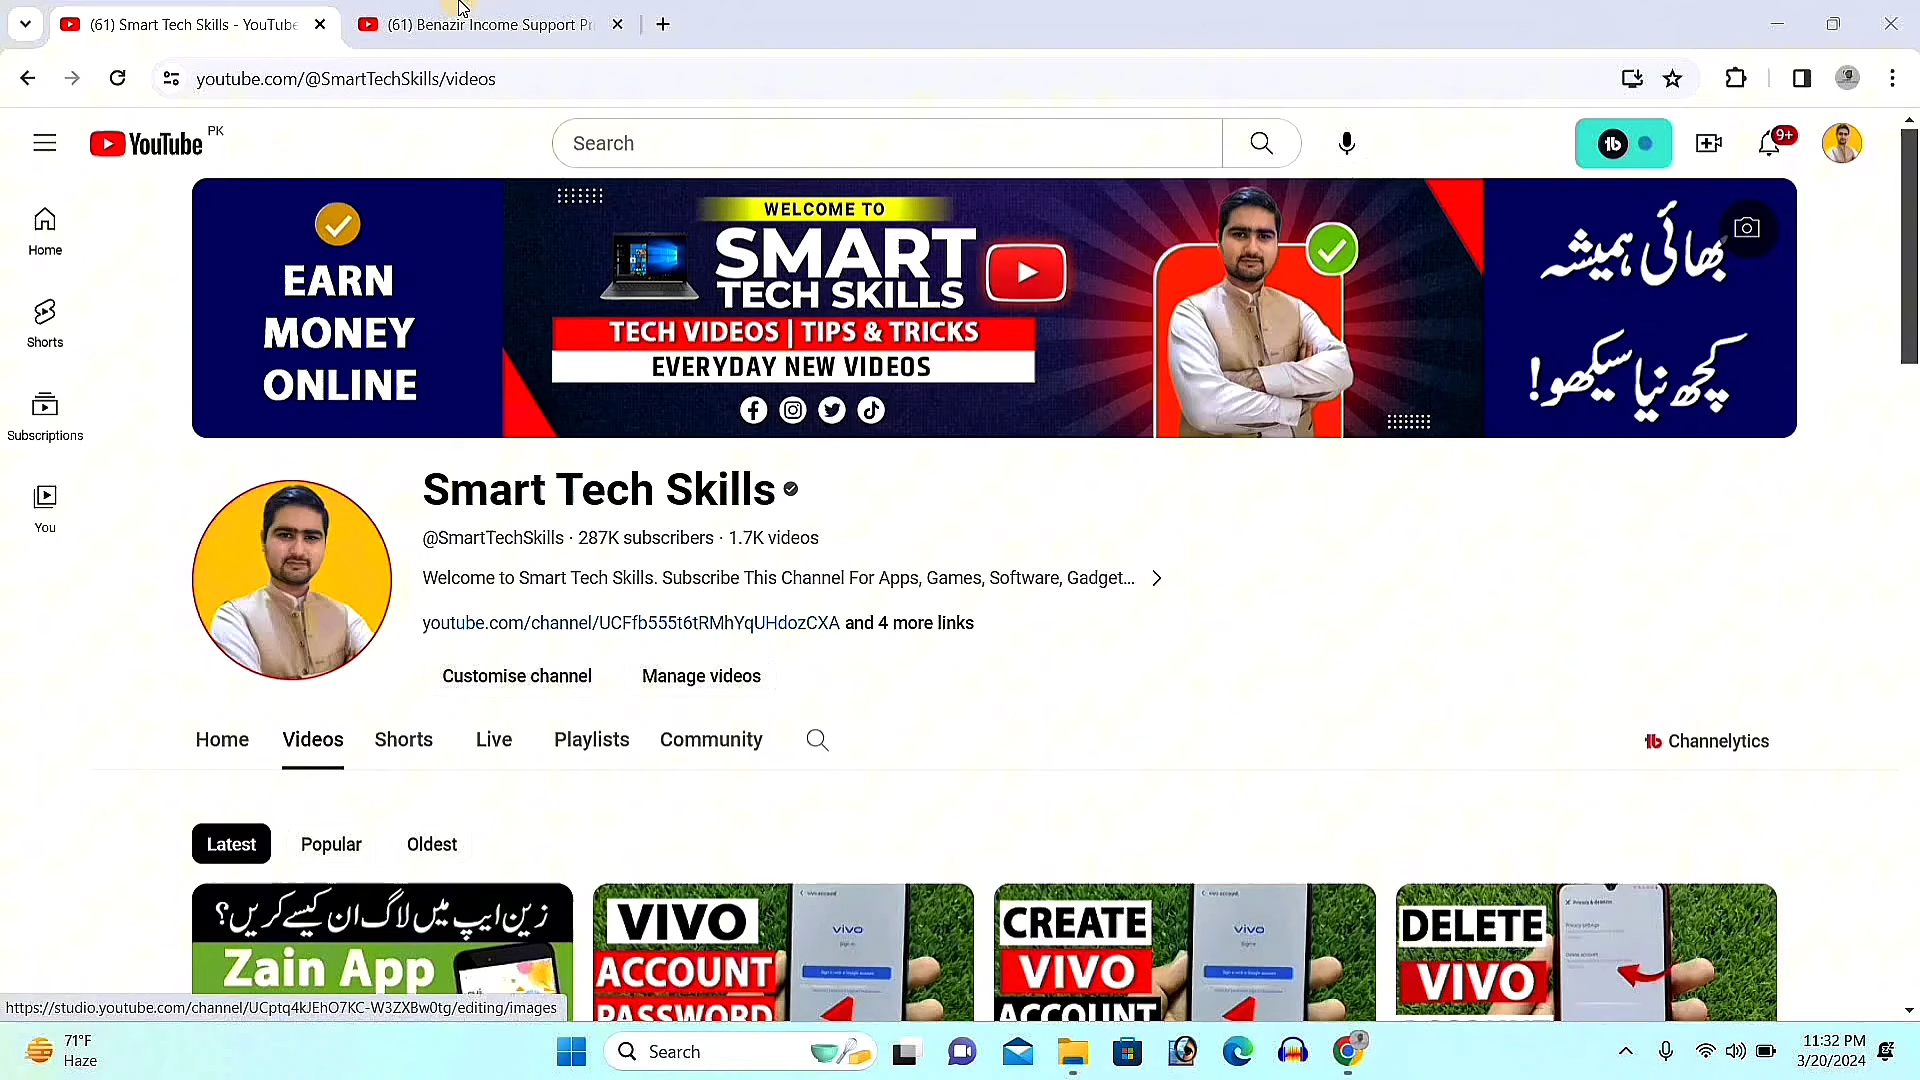 (61) Smart Tech Skills - YouTube
(61) Benazir Income Support Pr
youtube.com/@SmartTechSkills/videos
YouTube PK
Search
9+
Home
Shorts
Subscriptions
You
EARN
MONEY
ONLINE
WELCOME TO
SMART
TECH SKILLS
TECH VIDEOS | TIPS & TRICKS
EVERYDAY NEW VIDEOS
بھائی ہمیشہ
کچھ نیا سیکھو!
Smart Tech Skills
@SmartTechSkills · 287K subscribers · 1.7K videos
Welcome to Smart Tech Skills. Subscribe This Channel For Apps, Games, Software, Gadget...
youtube.com/channel/UCFfb555t6tRMhYqUHdozCXA and 4 more links
Customise channel
Manage videos
Home
Videos
Shorts
Live
Playlists
Community
Channelytics
Latest
Popular
Oldest
زین ایپ میں لاگ ان کیسے کریں؟
Zain App
VIVO
ACCOUNT
PASSWORD
vivo
CREATE
VIVO
ACCOUNT
vivo
DELETE
VIVO
https://studio.youtube.com/channel/UCptq4kJEhO7KC-W3ZXBw0tg/editing/images
71°F
Haze
Search
11:32 PM
3/20/2024